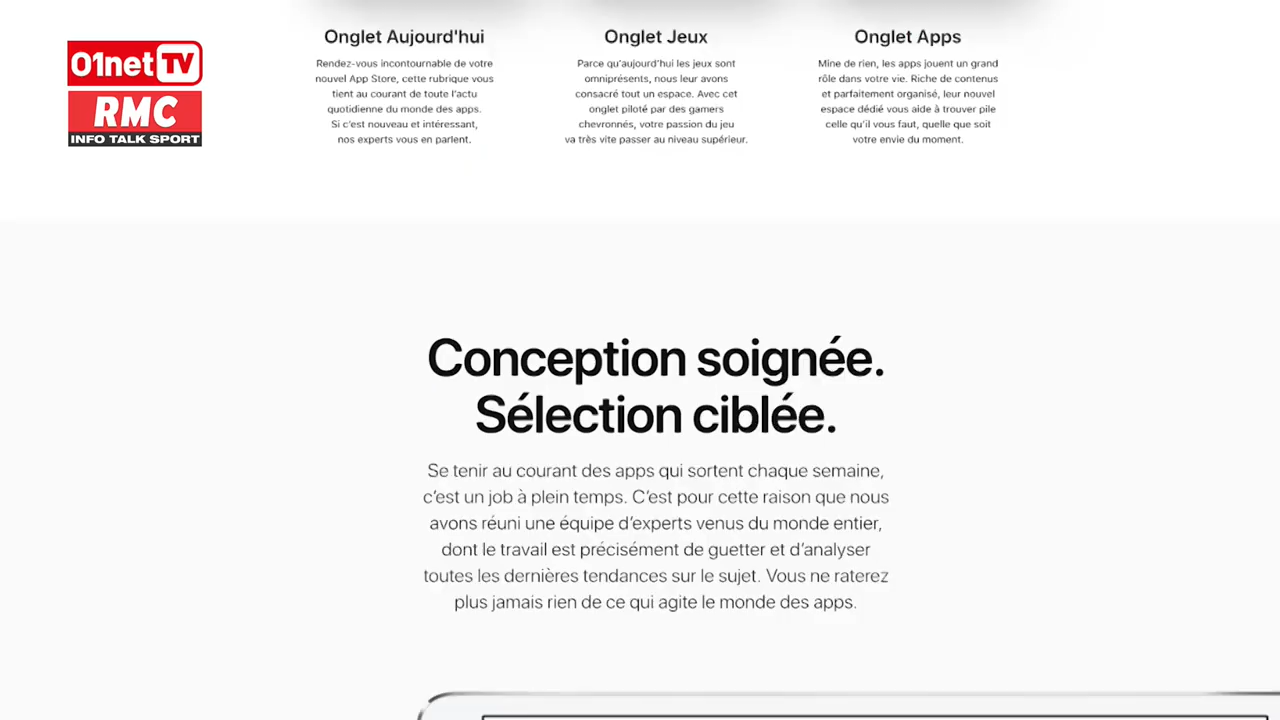 01net TV
RMC
INFO TALK SPORT
Onglet Aujourd'hui
Rendez-vous incontournable de votre
nouvel App Store, cette rubrique vous
tient au courant de toute l'actu
quotidienne du monde des apps.
Si c'est nouveau et intéressant,
nos experts vous en parlent.
Onglet Jeux
Parce qu'aujourd'hui les jeux sont
omniprésents, nous leur avons
consacré tout un espace. Avec cet
onglet piloté par des gamers
chevronnés, votre passion du jeu
va très vite passer au niveau supérieur.
Onglet Apps
Mine de rien, les apps jouent un grand
rôle dans votre vie. Riche de contenus
et parfaitement organisé, leur nouvel
espace dédié vous aide à trouver pile
celle qu'il vous faut, quelle que soit
votre envie du moment.
Conception soignée.
Sélection ciblée.
Se tenir au courant des apps qui sortent chaque semaine,
c’est un job à plein temps. C’est pour cette raison que nous
avons réuni une équipe d’experts venus du monde entier,
dont le travail est précisément de guetter et d’analyser
toutes les dernières tendances sur le sujet. Vous ne raterez
plus jamais rien de ce qui agite le monde des apps.